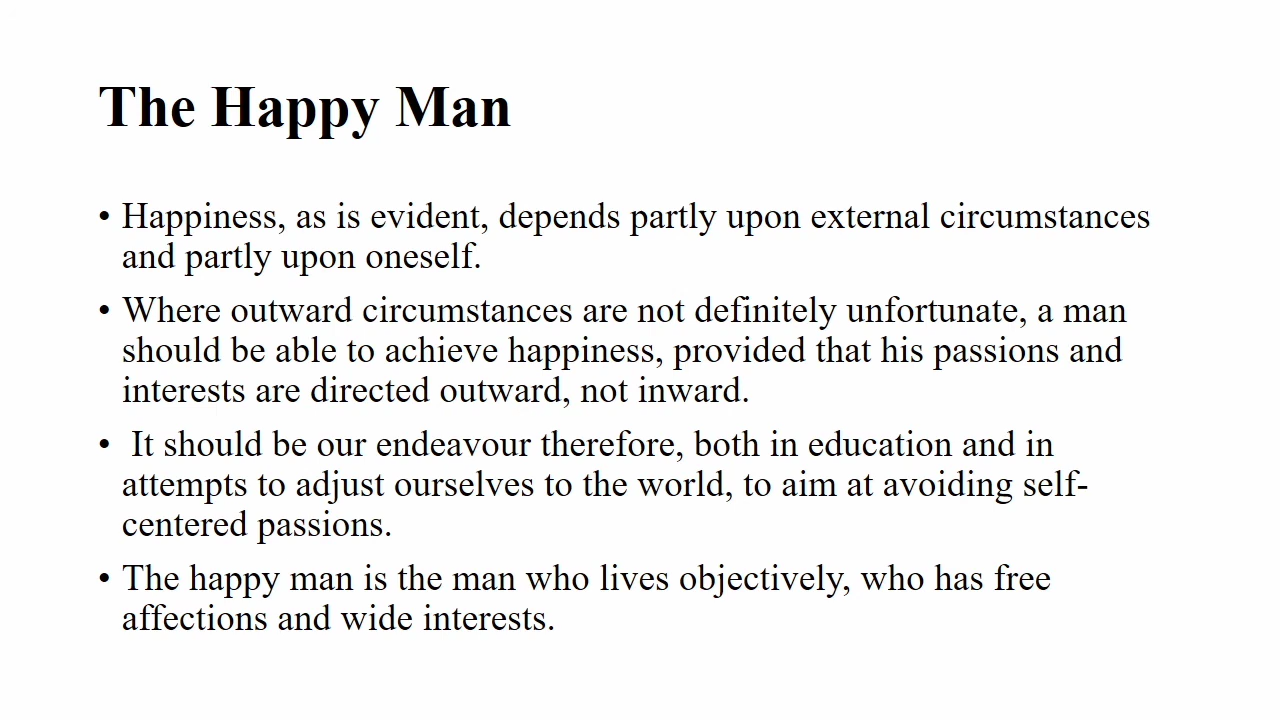 The Happy Man
• Happiness, as is evident, depends partly upon external circumstances
and partly upon oneself.
• Where outward circumstances are not definitely unfortunate, a man
should be able to achieve happiness, provided that his passions and
interests are directed outward, not inward.
• It should be our endeavour therefore, both in education and in
attempts to adjust ourselves to the world, to aim at avoiding self-
centered passions.
• The happy man is the man who lives objectively, who has free
affections and wide interests.